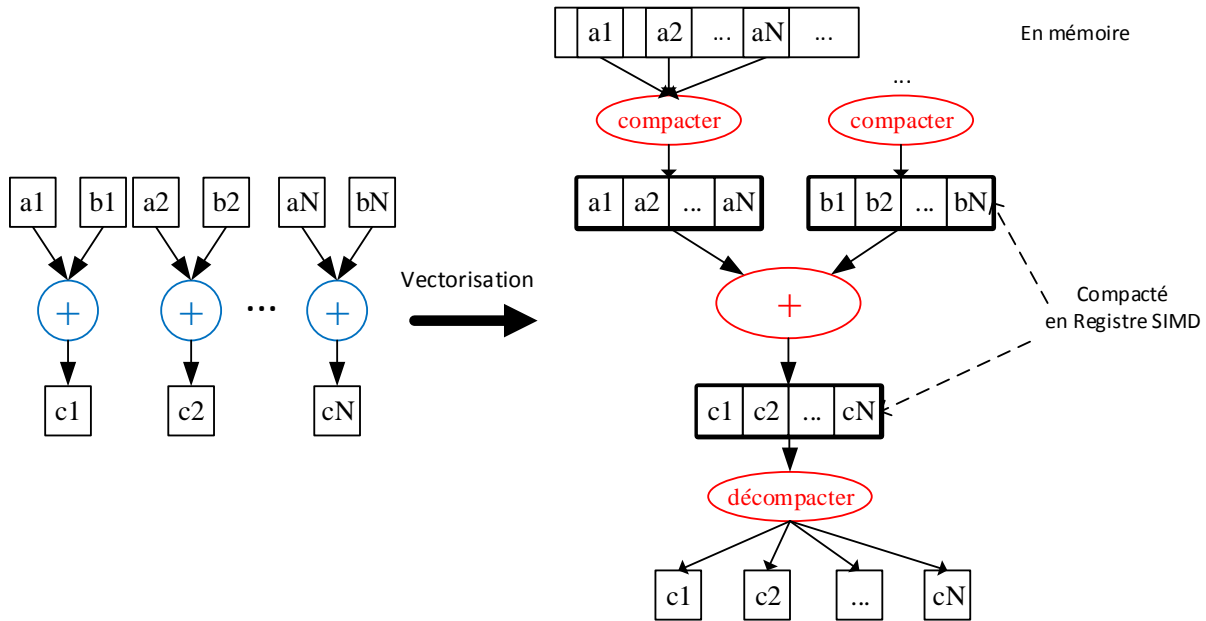 a1 a2 ... aN ...
En mémoire
...
compacter compacter
a1 b1 a2 b2 aN bN
a1 a2 ... aN
b1 b2 ... bN
Vectorisation
+ + ... +
+
Compacté
en Registre SIMD
c1 c2 cN
c1 c2 ... cN
décompacter
c1 c2 ... cN